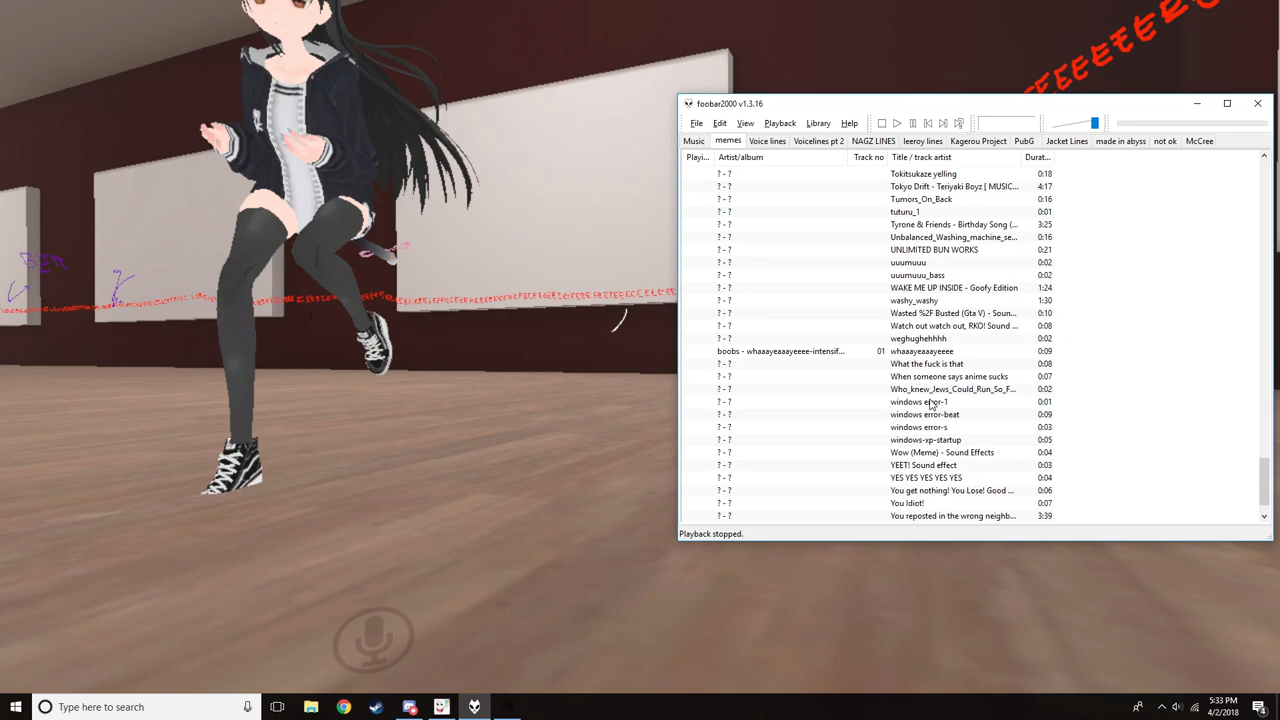 EEEETEE
foobar2000 v1.3.16
File Edit View Playback Library Help
Music memes Voice lines Voicelines pt 2 NAGZ LINES leeroy lines Kagerou Project PubG Jacket Lines made in abyss not ok McCree
Playi... Artist/album Track no Title / track artist Durat...
? - ? Tokitsukaze yelling 0:18
? - ? Tokyo Drift - Teriyaki Boyz [ MUSIC... 4:17
? - ? Tumors_On_Back 0:16
? - ? tuturu_1 0:01
? - ? Tyrone & Friends - Birthday Song (... 3:25
? - ? Unbalanced_Washing_machine_se... 0:16
? - ? UNLIMITED BUN WORKS 0:21
? - ? uuumuuu 0:02
? - ? uuumuuu_bass 0:02
? - ? WAKE ME UP INSIDE - Goofy Edition 1:24
? - ? washy_washy 1:30
? - ? Wasted %2F Busted (Gta V) - Soun... 0:10
? - ? Watch out watch out, RKO! Sound ... 0:08
? - ? weghughehhhh 0:02
boobs - whaaayeaaayeeee-intensif... 01 whaaayeaaayeeee 0:09
? - ? What the fuck is that 0:08
? - ? When someone says anime sucks 0:07
? - ? Who_knew_Jews_Could_Run_So_F... 0:02
? - ? windows error-1 0:01
? - ? windows error-beat 0:09
? - ? windows error-s 0:03
? - ? windows-xp-startup 0:05
? - ? Wow (Meme) - Sound Effects 0:04
? - ? YEET! Sound effect 0:03
? - ? YES YES YES YES YES 0:04
? - ? You get nothing! You Lose! Good ... 0:06
? - ? You Idiot! 0:07
? - ? You reposted in the wrong neighb... 3:39
Playback stopped.
Type here to search
5:33 PM
4/2/2018
4